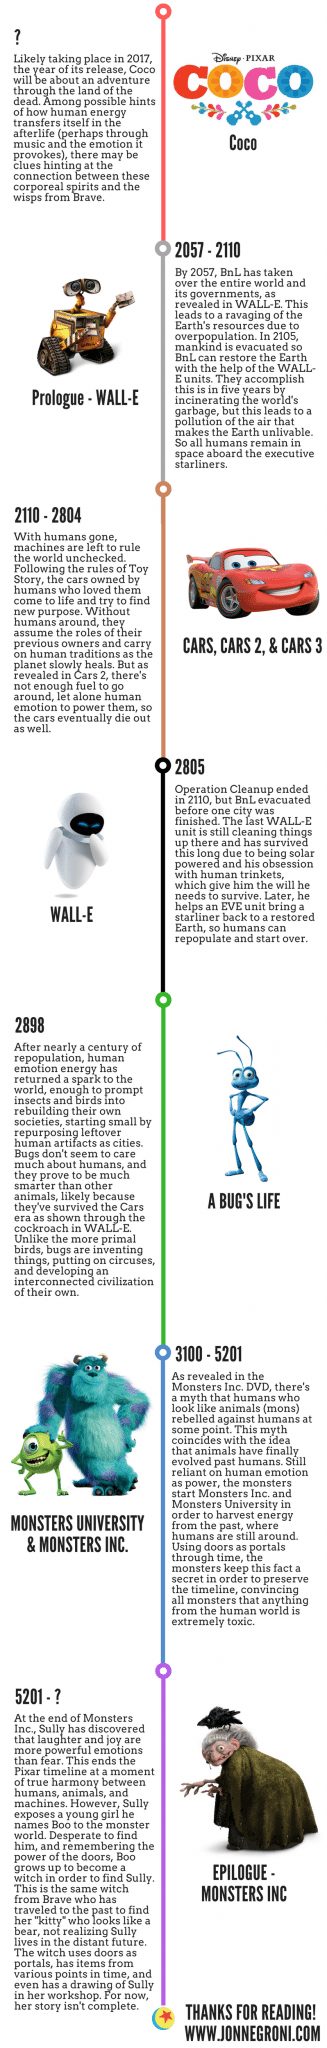 ?
Likely taking place in 2017,
the year of its release, Coco
will be about an adventure
through the land of the
dead. Among possible hints
of how human energy
transfers itself in the
afterlife (perhaps through
music and the emotion it
provokes), there may be
clues hinting at the
connection between these
corporeal spirits and the
wisps from Brave.
Disney · PIXAR
COCO
Coco
2057 - 2110
By 2057, BnL has taken
over the entire world and
its governments, as
revealed in WALL-E. This
leads to a ravaging of the
Earth's resources due to
overpopulation. In 2105,
mankind is evacuated so
BnL can restore the Earth
with the help of the WALL-
E units. They accomplish
this is in five years by
incinerating the world's
garbage, but this leads to a
pollution of the air that
makes the Earth unlivable.
So all humans remain in
space aboard the executive
starliners.
Prologue - WALL-E
2110 - 2804
With humans gone,
machines are left to rule
the world unchecked.
Following the rules of Toy
Story, the cars owned by
humans who loved them
come to life and try to find
new purpose. Without
humans around, they
assume the roles of their
previous owners and carry
on human traditions as the
planet slowly heals. But as
revealed in Cars 2, there's
not enough fuel to go
around, let alone human
emotion to power them, so
the cars eventually die out
as well.
CARS, CARS 2, & CARS 3
2805
Operation Cleanup ended
in 2110, but BnL evacuated
before one city was
finished. The last WALL-E
unit is still cleaning things
up there and has survived
this long due to being solar
powered and his obsession
with human trinkets,
which give him the will he
needs to survive. Later, he
helps an EVE unit bring a
starliner back to a restored
Earth, so humans can
repopulate and start over.
WALL-E
2898
After nearly a century of
repopulation, human
emotion energy has
returned a spark to the
world, enough to prompt
insects and birds into
rebuilding their own
societies, starting small by
repurposing leftover
human artifacts as cities.
Bugs don't seem to care
much about humans, and
they prove to be much
smarter than other
animals, likely because
they've survived the Cars
era as shown through the
cockroach in WALL-E.
Unlike the more primal
birds, bugs are inventing
things, putting on circuses,
and developing an
interconnected civilization
of their own.
A BUG'S LIFE
3100 - 5201
As revealed in the
Monsters Inc. DVD, there's
a myth that humans who
look like animals (mons)
rebelled against humans at
some point. This myth
coincides with the idea
that animals have finally
evolved past humans. Still
reliant on human emotion
as power, the monsters
start Monsters Inc. and
Monsters University in
order to harvest energy
from the past, where
humans are still around.
Using doors as portals
through time, the
monsters keep this fact a
secret in order to preserve
the timeline, convincing
all monsters that anything
from the human world is
extremely toxic.
MONSTERS UNIVERSITY
& MONSTERS INC.
5201 - ?
At the end of Monsters
Inc., Sully has discovered
that laughter and joy are
more powerful emotions
than fear. This ends the
Pixar timeline at a moment
of true harmony between
humans, animals, and
machines. However, Sully
exposes a young girl he
names Boo to the monster
world. Desperate to find
him, and remembering the
power of the doors, Boo
grows up to become a
witch in order to find Sully.
This is the same witch
from Brave who has
traveled to the past to find
her "kitty" who looks like a
bear, not realizing Sully
lives in the distant future.
The witch uses doors as
portals, has items from
various points in time, and
even has a drawing of Sully
in her workshop. For now,
her story isn't complete.
EPILOGUE -
MONSTERS INC
THANKS FOR READING!
WWW.JONNEGRONI.COM